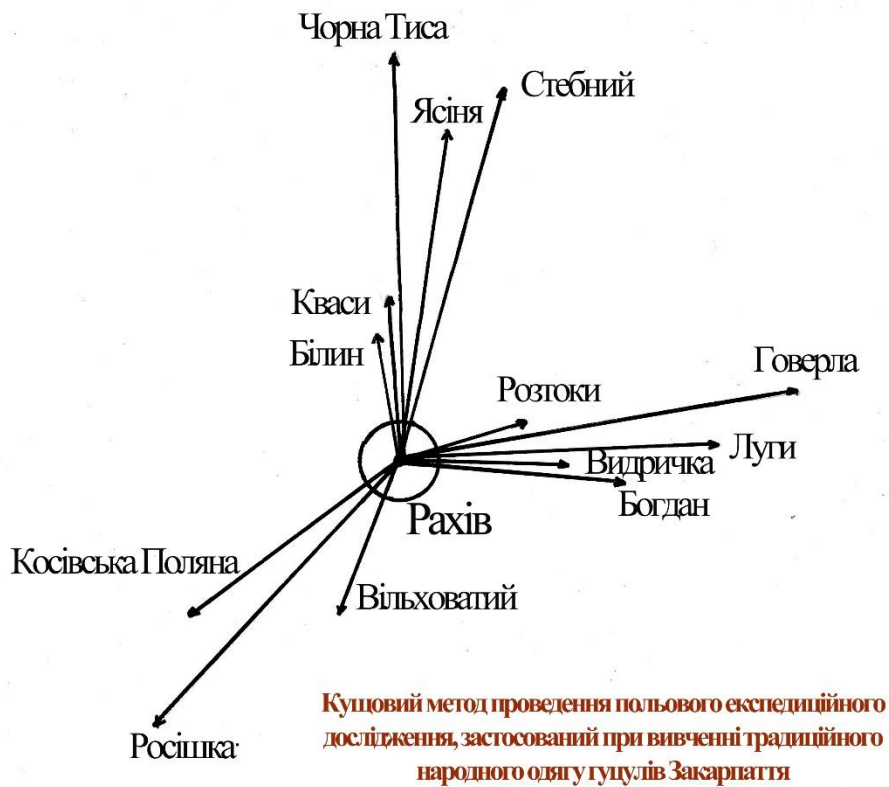 Чорна Тиса
Стебний
Ясіня
Кваси
Білин
Говерла
Розтоки
Луги
Видричка
Богдан
Рахів
Косівська Поляна
Вільховатий
Росішка
Кущовий метод проведення польового експедиційного
дослідження, застосований при вивченні традиційного
народного одягу гуцулів Закарпаття